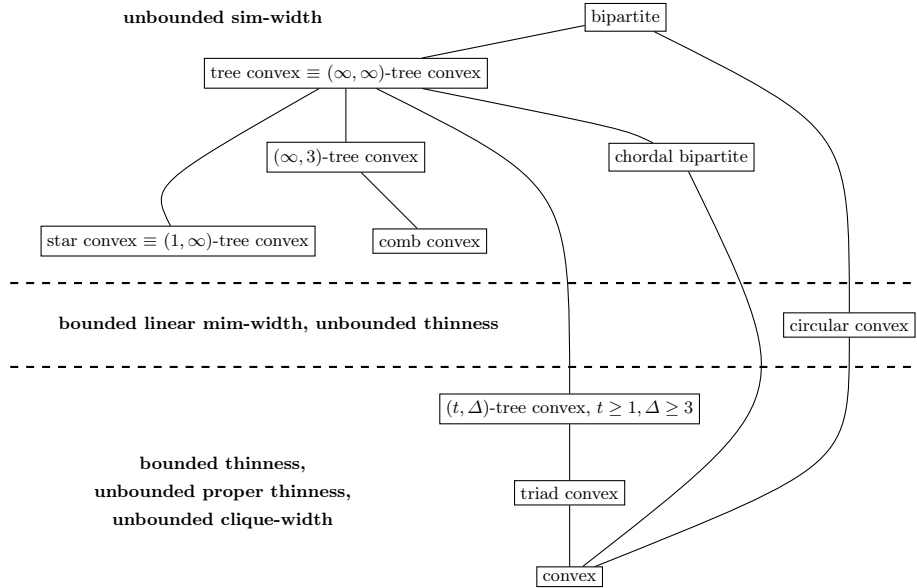 unbounded sim-width
bipartite
tree convex ≡ (∞, ∞)-tree convex
(∞, 3)-tree convex
chordal bipartite
star convex ≡ (1, ∞)-tree convex
comb convex
bounded linear mim-width, unbounded thinness
circular convex
(t, Δ)-tree convex, t ≥ 1, Δ ≥ 3
bounded thinness,
unbounded proper thinness,
unbounded clique-width
triad convex
convex